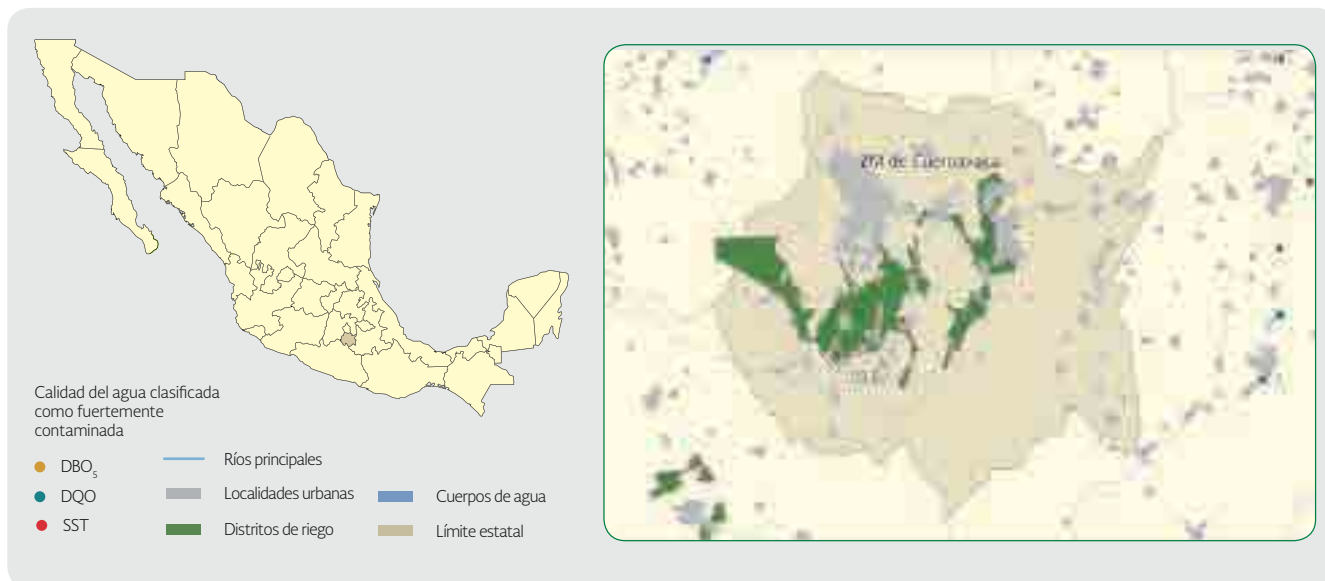 ZM de Cuernavaca
Calidad del agua clasificada
como fuertemente
contaminada
DBO₅
DQO
SST
Ríos principales
Localidades urbanas
Distritos de riego
Cuerpos de agua
Límite estatal